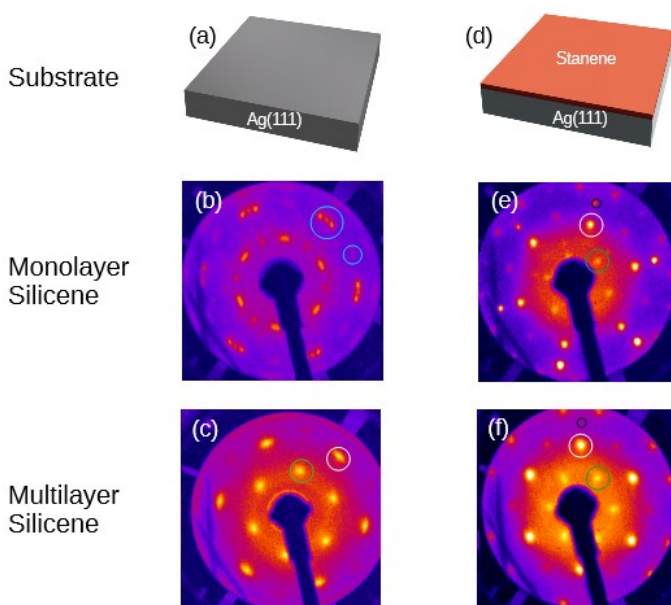 Substrate
(a)
Ag(111)
(d)
Stanene
Ag(111)
Monolayer
Silicene
(b)
(e)
Multilayer
Silicene
(c)
(f)